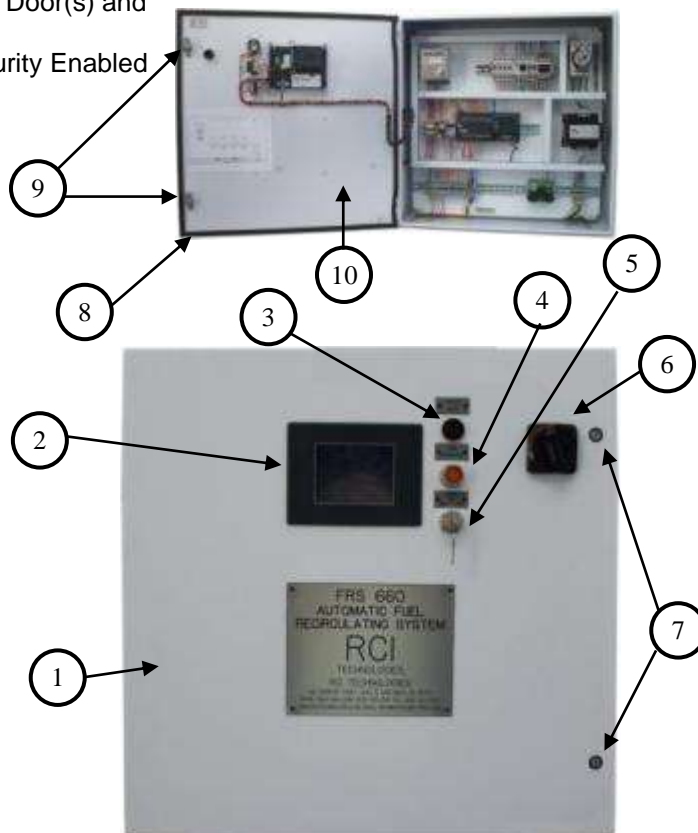 Door(s) and
urity Enabled
9
10
8
5
4
3
6
2
FRS 660
AUTOMATIC FUEL
RECIRCULATING SYSTEM
RCI
TECHNOLOGIES
7
1